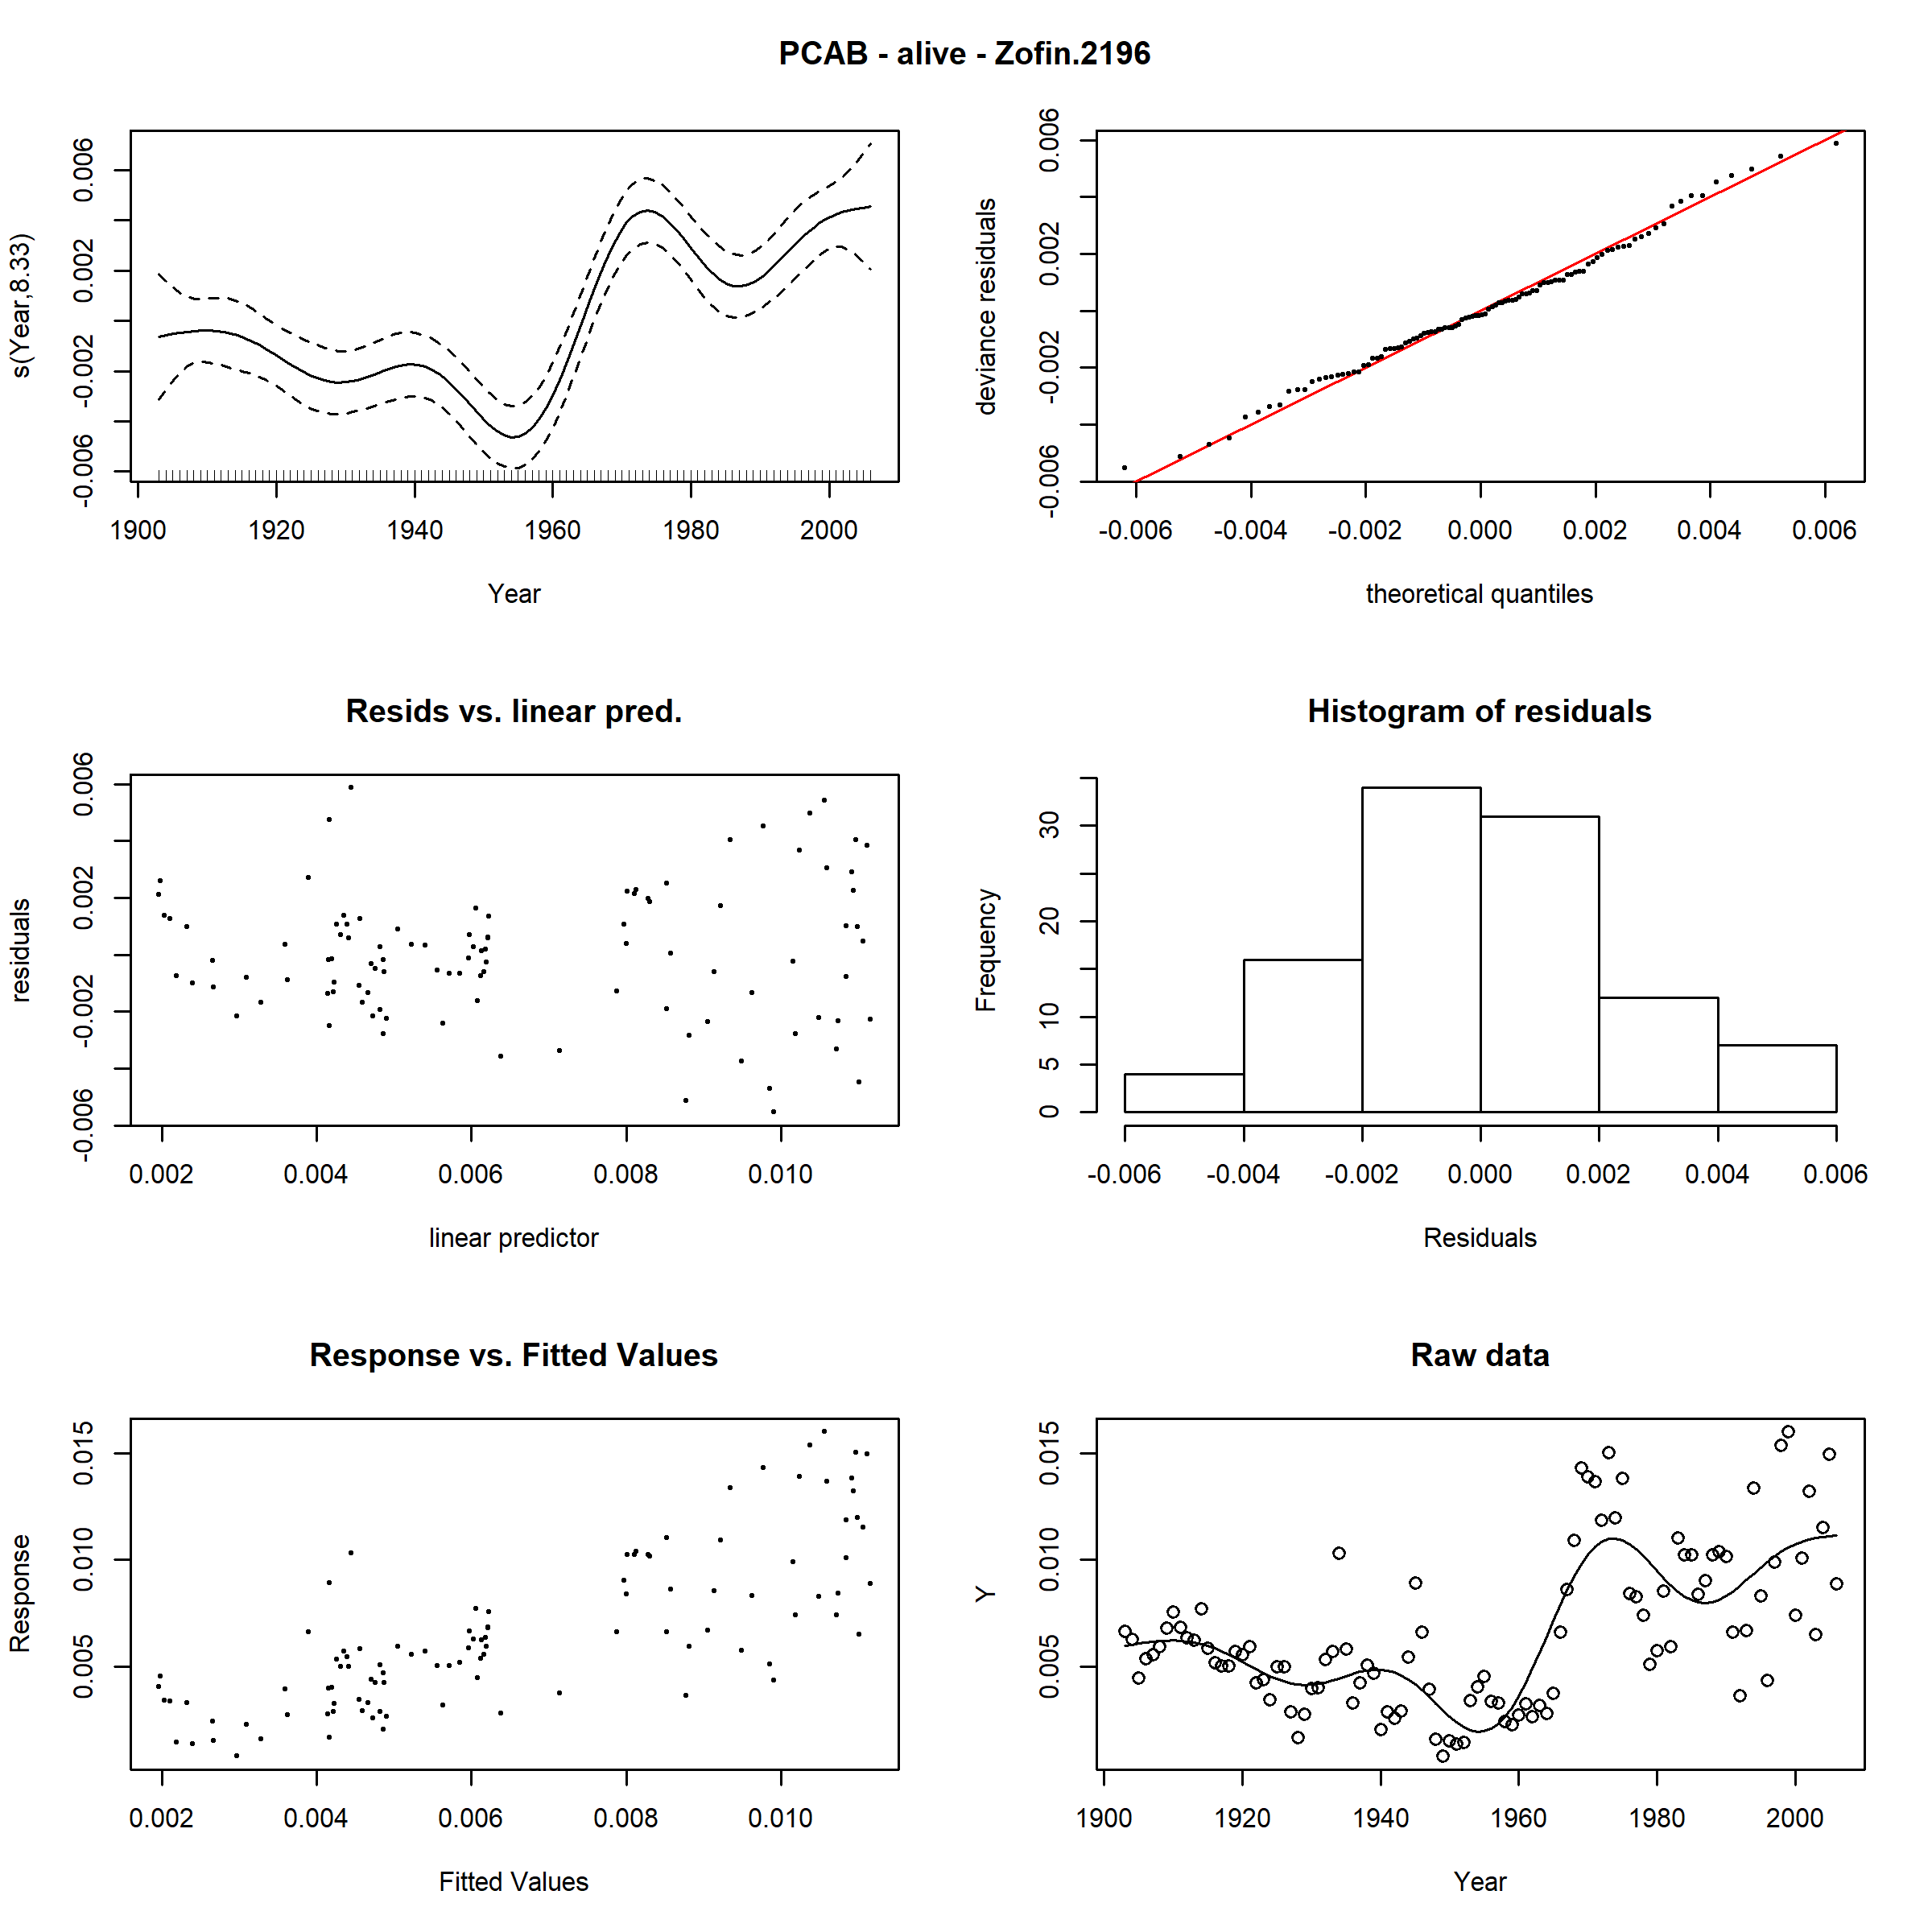 PCAB - alive - Zofin.2196
s(Year,8.33)
-0.006 -0.002 0.002 0.006
1900 1920 1940 1960 1980 2000
Year
deviance residuals
-0.006 -0.002 0.002 0.006
-0.006 -0.004 -0.002 0.000 0.002 0.004 0.006
theoretical quantiles
Resids vs. linear pred.
residuals
-0.006 -0.002 0.002 0.006
0.002 0.004 0.006 0.008 0.010
linear predictor
Histogram of residuals
Frequency
0 5 10 20 30
-0.006 -0.004 -0.002 0.000 0.002 0.004 0.006
Residuals
Response vs. Fitted Values
Response
0.005 0.010 0.015
0.002 0.004 0.006 0.008 0.010
Fitted Values
Raw data
Y
0.005 0.010 0.015
1900 1920 1940 1960 1980 2000
Year